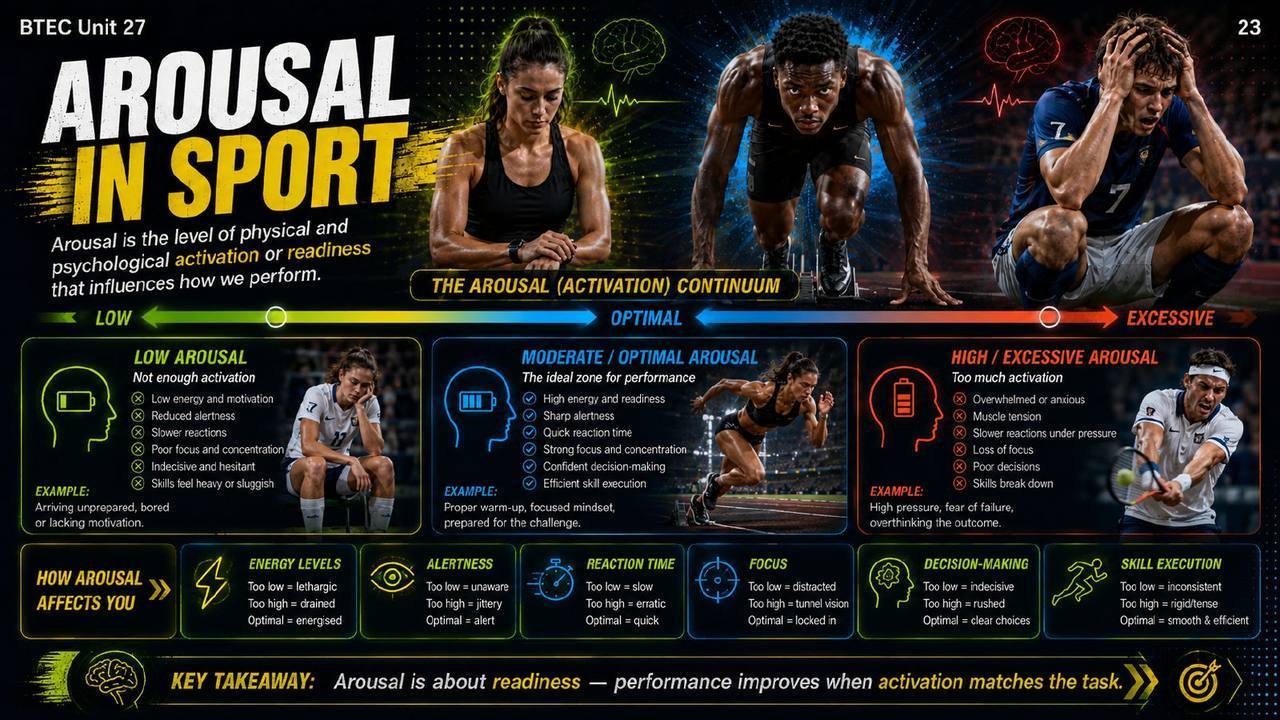 BTEC Unit 27
23
AROUSAL
IN SPORT
Arousal is the level of physical and
psychological activation or readiness
that influences how we perform.
7
7
THE AROUSAL (ACTIVATION) CONTINUUM
LOW
OPTIMAL
EXCESSIVE
LOW AROUSAL
Not enough activation
Low energy and motivation
Reduced alertness
Slower reactions
Poor focus and concentration
Indecisive and hesitant
Skills feel heavy or sluggish
EXAMPLE:
Arriving unprepared, bored
or lacking motivation.
MODERATE / OPTIMAL AROUSAL
The ideal zone for performance
High energy and readiness
Sharp alertness
Quick reaction time
Strong focus and concentration
Confident decision-making
Efficient skill execution
EXAMPLE:
Proper warm-up, focused mindset,
prepared for the challenge.
HIGH / EXCESSIVE AROUSAL
Too much activation
Overwhelmed or anxious
Muscle tension
Slower reactions under pressure
Loss of focus
Poor decisions
Skills break down
EXAMPLE:
High pressure, fear of failure,
overthinking the outcome.
HOW AROUSAL
AFFECTS YOU
ENERGY LEVELS
Too low = lethargic
Too high = drained
Optimal = energised
ALERTNESS
Too low = unaware
Too high = jittery
Optimal = alert
REACTION TIME
Too low = slow
Too high = erratic
Optimal = quick
FOCUS
Too low = distracted
Too high = tunnel vision
Optimal = locked in
DECISION-MAKING
Too low = indecisive
Too high = rushed
Optimal = clear choices
SKILL EXECUTION
Too low = inconsistent
Too high = rigid/tense
Optimal = smooth & efficient
KEY TAKEAWAY: Arousal is about readiness — performance improves when activation matches the task.